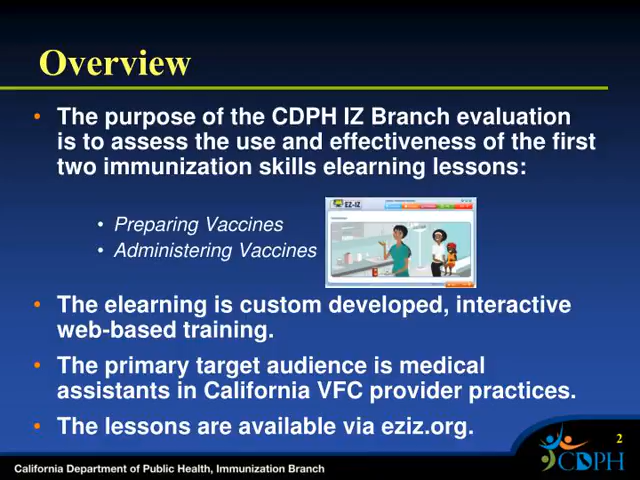 Overview
• The purpose of the CDPH IZ Branch evaluation
is to assess the use and effectiveness of the first
two immunization skills elearning lessons:
• Preparing Vaccines
• Administering Vaccines
EZ-IZ
• The elearning is custom developed, interactive
web-based training.
• The primary target audience is medical
assistants in California VFC provider practices.
• The lessons are available via eziz.org.
2
CDPH
California Department of Public Health, Immunization Branch